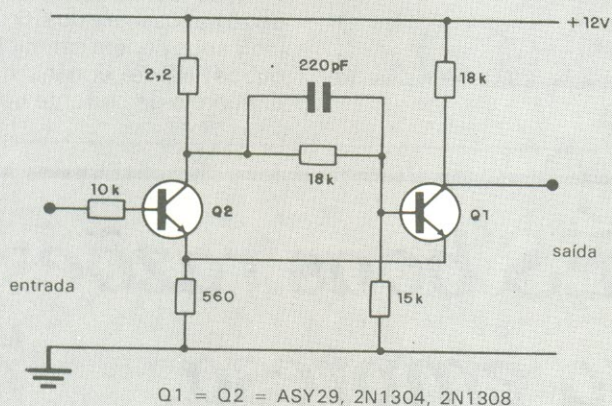 +12V
220pF
2,2
18k
18k
10k
Q2
Q1
saída
entrada
560
15k
Q1 = Q2 = ASY29, 2N1304, 2N1308